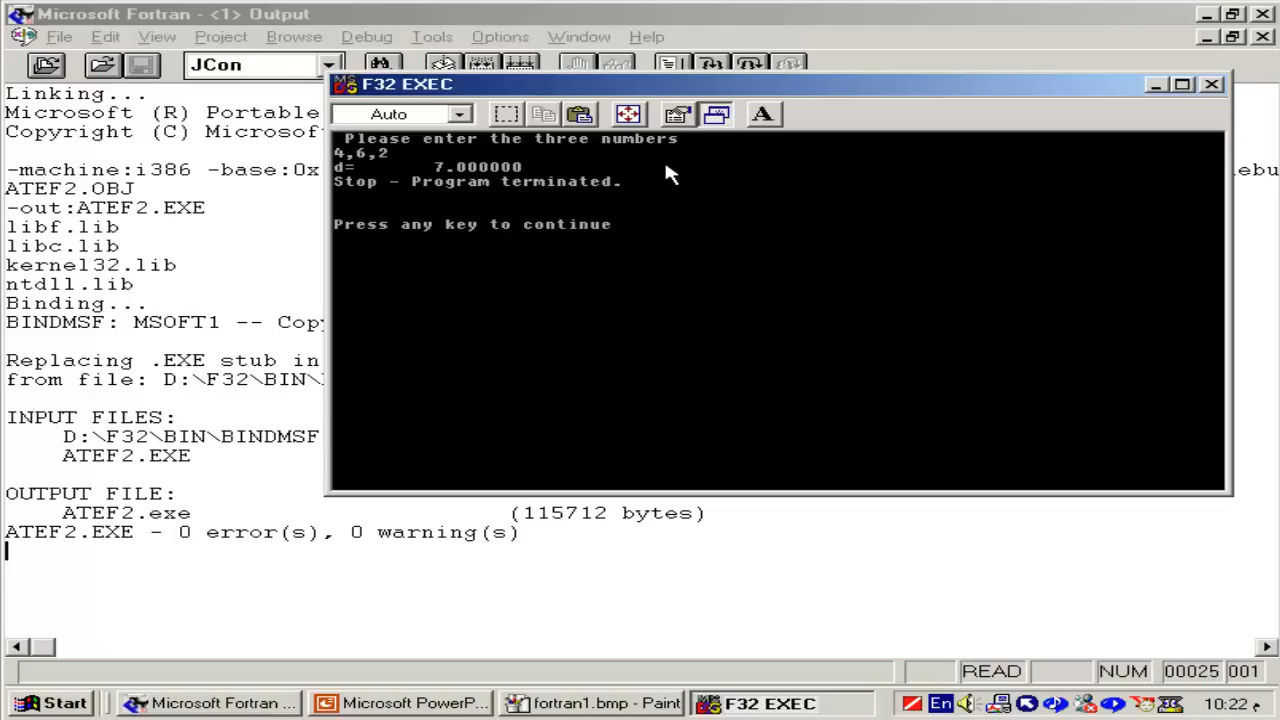 Microsoft Fortran - <1> Output
File Edit View Project Browse Debug Tools Options Window Help
JCon
Linking...
Microsoft (R) Portable
Copyright (C) Microsof
-machine:i386 -base:0x
ebu
ATEF2.OBJ
-out:ATEF2.EXE
libf.lib
libc.lib
kernel32.lib
ntdll.lib
Binding...
BINDMSF: MSOFT1 -- Cop
Replacing .EXE stub in
from file: D:\F32\BIN\
INPUT FILES:
D:\F32\BIN\BINDMSF
ATEF2.EXE
OUTPUT FILE:
ATEF2.exe (115712 bytes)
ATEF2.EXE - 0 error(s), 0 warning(s)
F32 EXEC
Auto
A
Please enter the three numbers
4,6,2
d= 7.000000
Stop - Program terminated.
Press any key to continue
READ NUM 00025 001
Start Microsoft Fortran ... Microsoft PowerP... fortran1.bmp - Paint F32 EXEC En 10:22 م